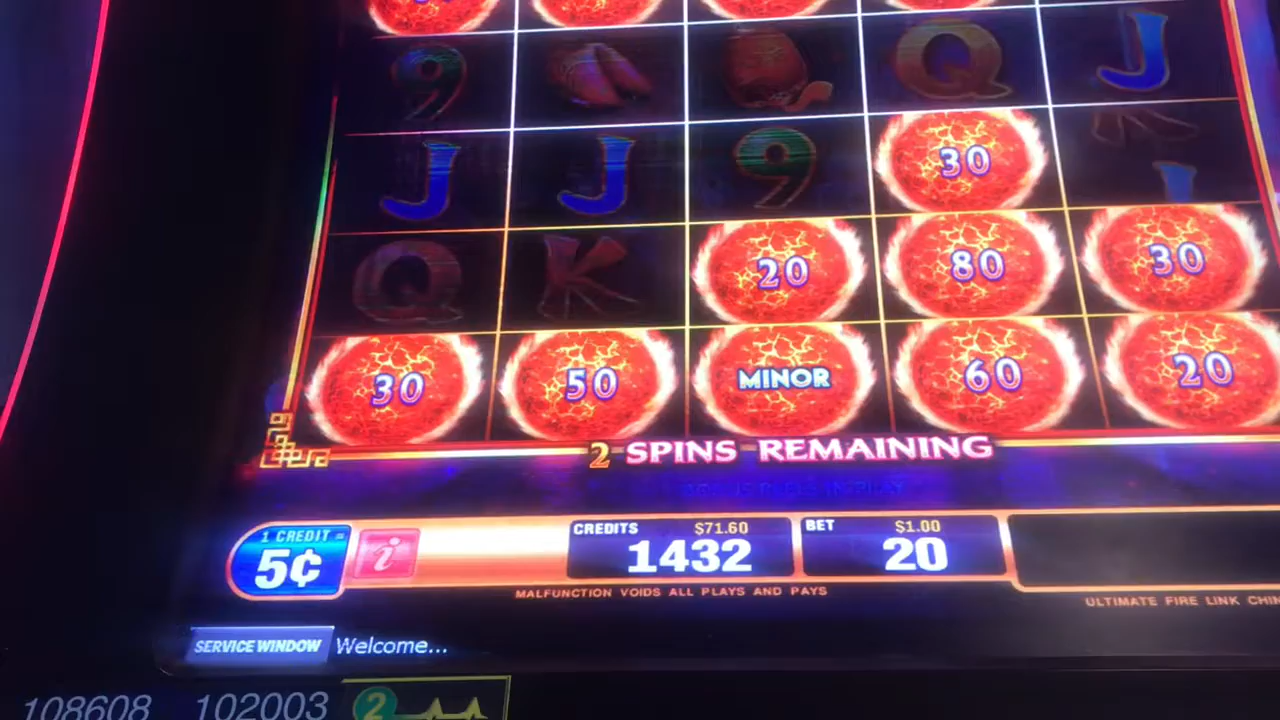 9 Q J
J J 9 30 K
J
Q K 20 80 30
30 50 MINOR 60 20
2 SPINS REMAINING
1 CREDIT =
5¢
i
CREDITS $71.60
1432
BET $1.00
20
MALFUNCTION VOIDS ALL PLAYS AND PAYS
ULTIMATE FIRE LINK
SERVICE WINDOW Welcome...
108608 102003 2